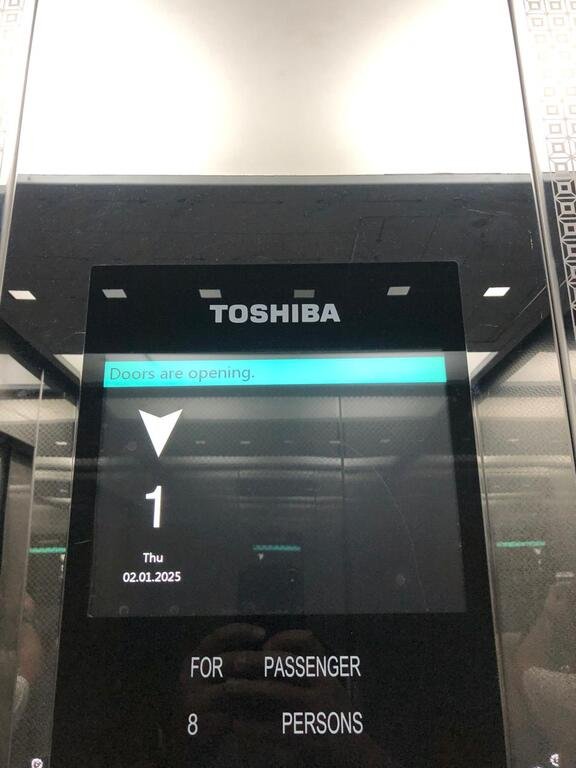 TOSHIBA
Doors are opening.
1
Thu
02.01.2025
FOR PASSENGER
8 PERSONS